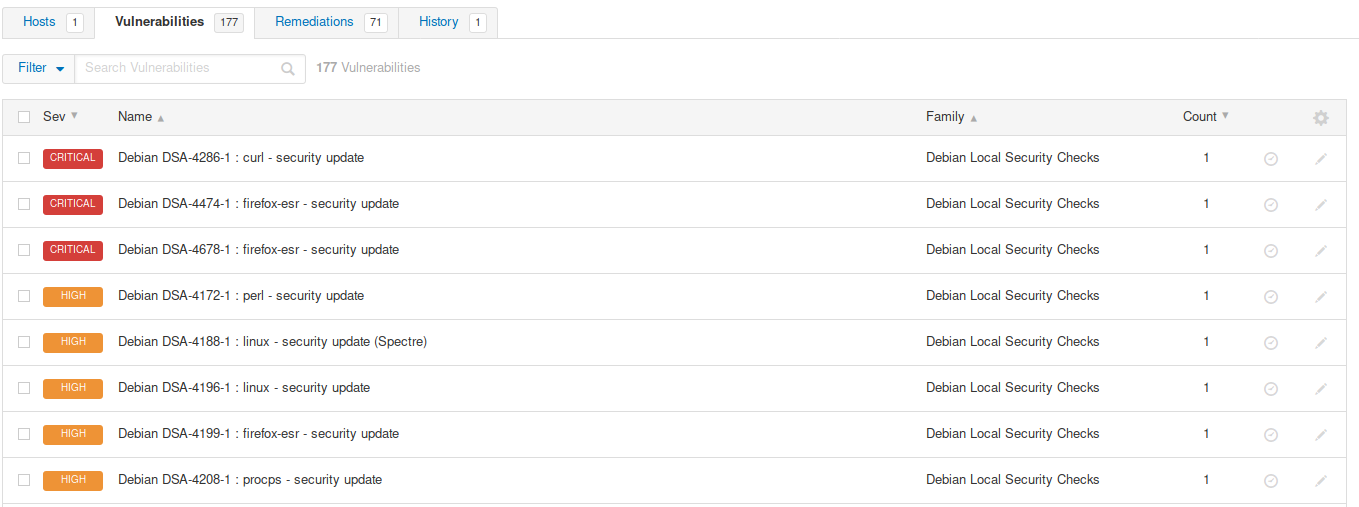 Hosts 1 Vulnerabilities 177 Remediations 71 History 1
Filter Search Vulnerabilities 177 Vulnerabilities
Sev Name Family Count
CRITICAL Debian DSA-4286-1 : curl - security update Debian Local Security Checks 1
CRITICAL Debian DSA-4474-1 : firefox-esr - security update Debian Local Security Checks 1
CRITICAL Debian DSA-4678-1 : firefox-esr - security update Debian Local Security Checks 1
HIGH Debian DSA-4172-1 : perl - security update Debian Local Security Checks 1
HIGH Debian DSA-4188-1 : linux - security update (Spectre) Debian Local Security Checks 1
HIGH Debian DSA-4196-1 : linux - security update Debian Local Security Checks 1
HIGH Debian DSA-4199-1 : firefox-esr - security update Debian Local Security Checks 1
HIGH Debian DSA-4208-1 : procps - security update Debian Local Security Checks 1